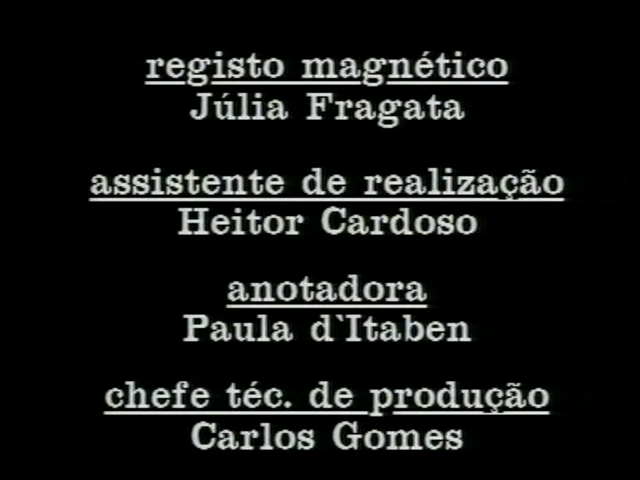 registo magnético
Júlia Fragata
assistente de realização
Heitor Cardoso
anotadora
Paula d`Itaben
chefe téc. de produção
Carlos Gomes